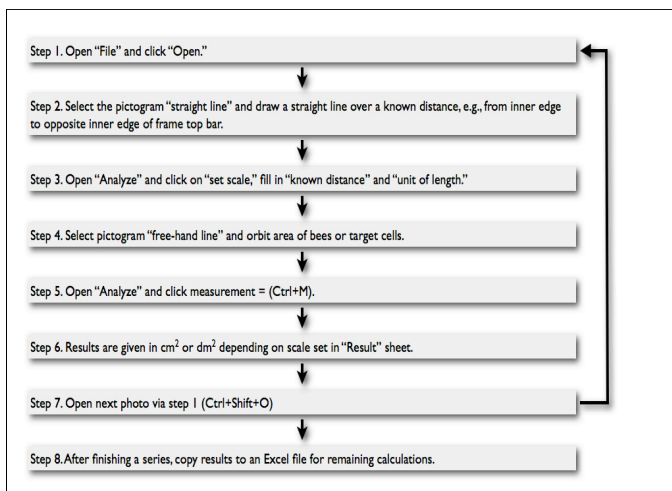 Step 1. Open “File” and click “Open.”
Step 2. Select the pictogram “straight line” and draw a straight line over a known distance, e.g., from inner edge
to opposite inner edge of frame top bar.
Step 3. Open “Analyze” and click on “set scale,” fill in “known distance” and “unit of length.”
Step 4. Select pictogram “free-hand line” and orbit area of bees or target cells.
Step 5. Open “Analyze” and click measurement = (Ctrl+M).
Step 6. Results are given in cm² or dm² depending on scale set in “Result” sheet.
Step 7. Open next photo via step 1 (Ctrl+Shift+O)
Step 8. After finishing a series, copy results to an Excel file for remaining calculations.